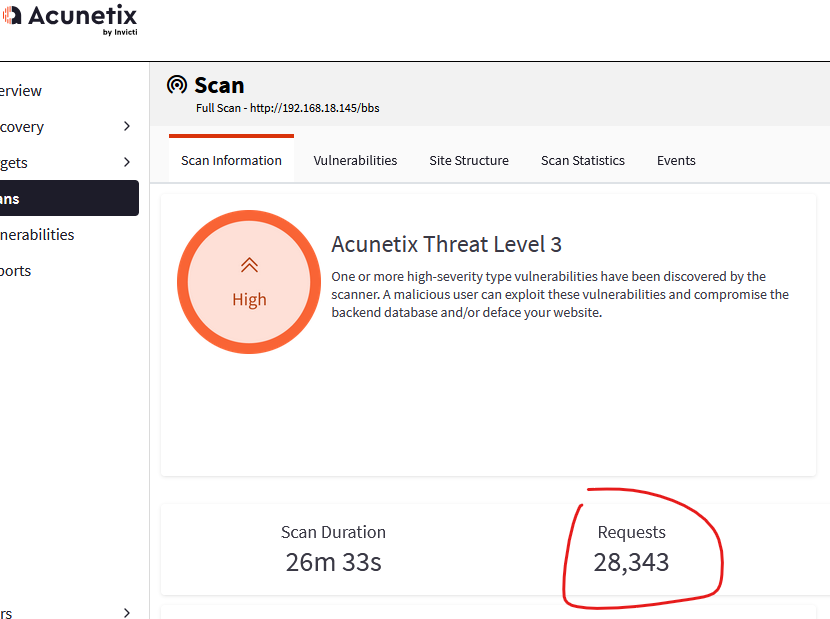 Acunetix
by Invicti
Scan
Full Scan - http://192.168.18.145/bbs
erview
covery
gets
ans
nerabilities
ports
rs
Scan Information
Vulnerabilities
Site Structure
Scan Statistics
Events
High
Acunetix Threat Level 3
One or more high-severity type vulnerabilities have been discovered by the
scanner. A malicious user can exploit these vulnerabilities and compromise the
backend database and/or deface your website.
Scan Duration
26m 33s
Requests
28,343